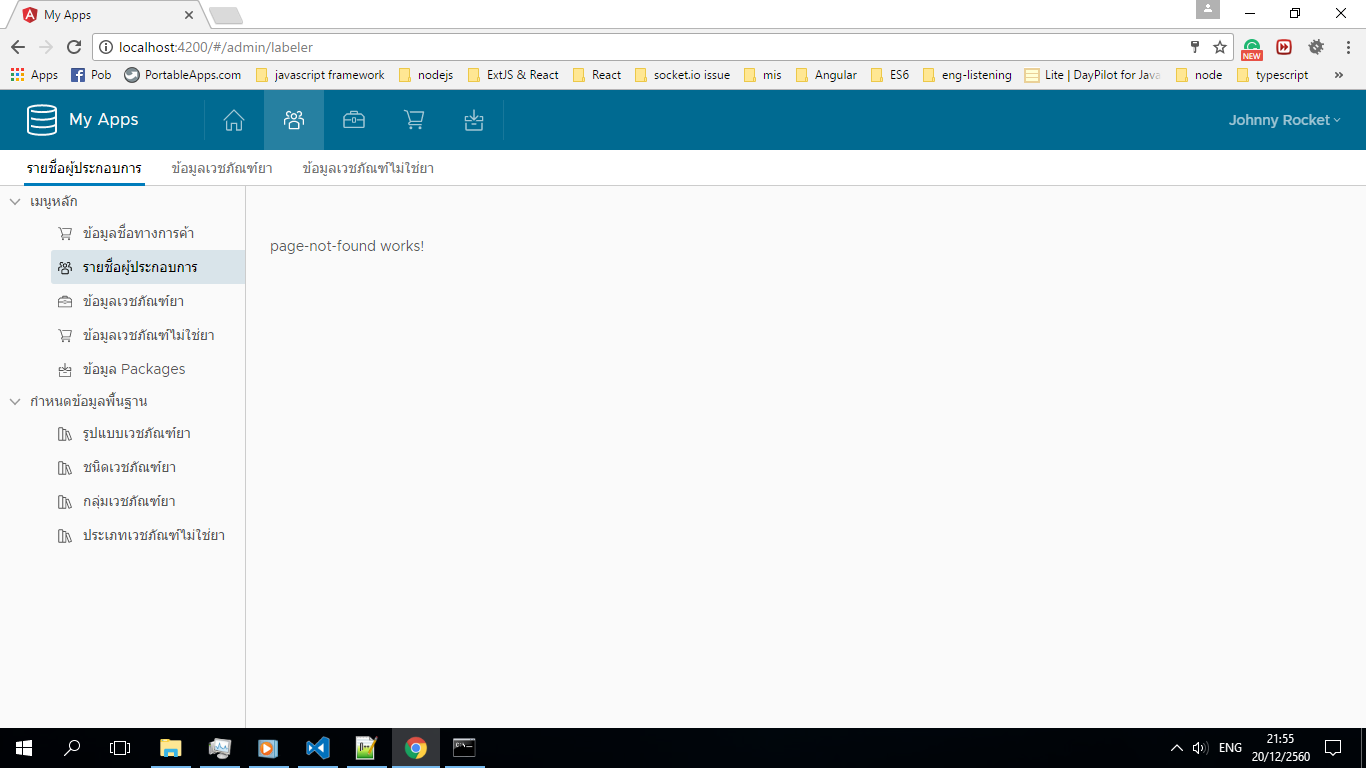 My Apps
localhost:4200/#/admin/labeler
NEW
Apps Pob PortableApps.com javascript framework nodejs ExtJS & React React socket.io issue mis Angular ES6 eng-listening Lite | DayPilot for Java node typescript »
My Apps Johnny Rocket
รายชื่อผู้ประกอบการ ข้อมูลเวชภัณฑ์ยา ข้อมูลเวชภัณฑ์ไม่ใช่ยา
เมนูหลัก
ข้อมูลชื่อทางการค้า
page-not-found works!
รายชื่อผู้ประกอบการ
ข้อมูลเวชภัณฑ์ยา
ข้อมูลเวชภัณฑ์ไม่ใช่ยา
ข้อมูล Packages
กำหนดข้อมูลพื้นฐาน
รูปแบบเวชภัณฑ์ยา
ชนิดเวชภัณฑ์ยา
กลุ่มเวชภัณฑ์ยา
ประเภทเวชภัณฑ์ไม่ใช่ยา
ENG
21:55
20/12/2560